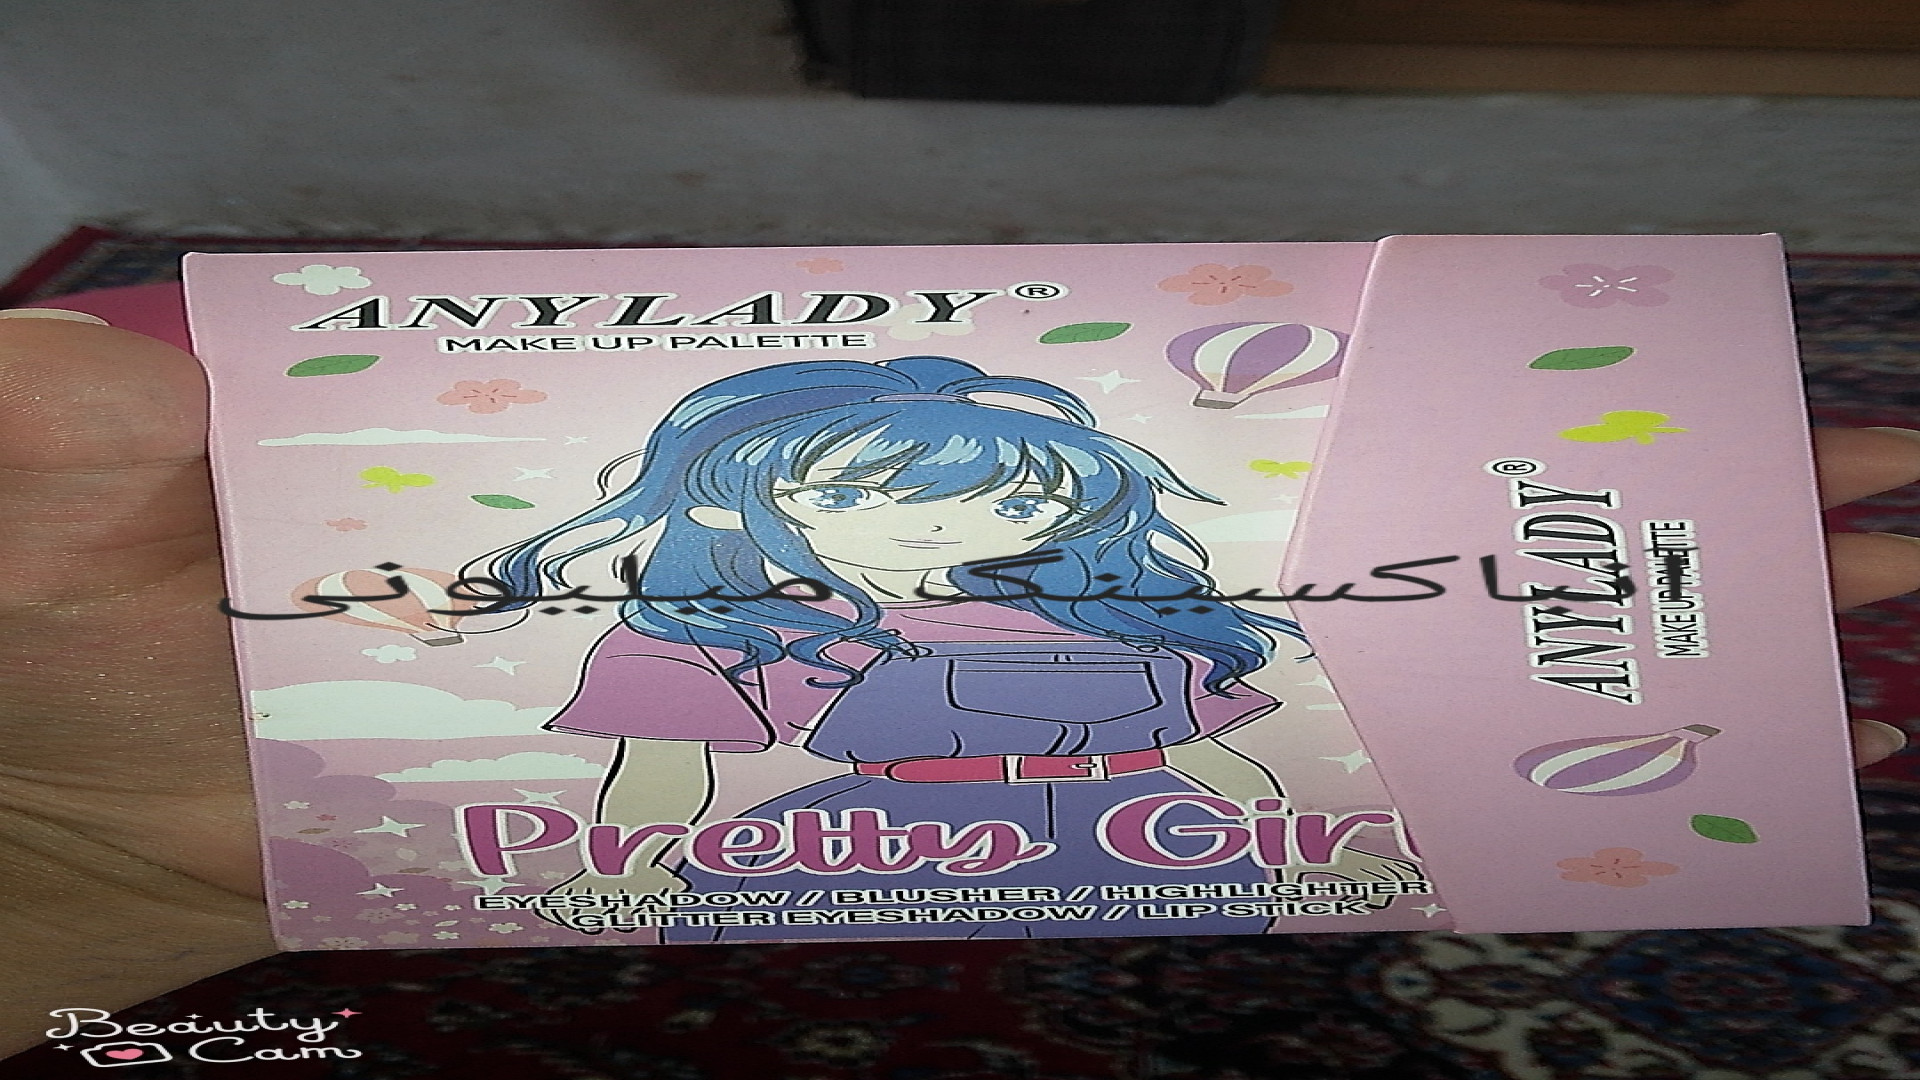 ANYLADY®
MAKE UP PALETTE
ANYLADY®
MAKE UP PALETTE
آنباکسینگ میلیونی
Pretty Gir
EYESHADOW / BLUSHER / HIGHLIGHTER
GLITTER EYESHADOW / LIP STICK
Beauty
Cam